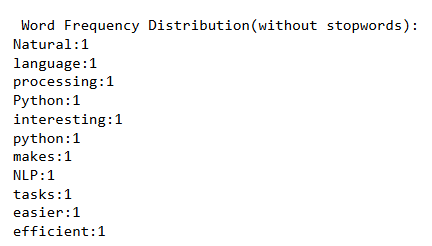 Word Frequency Distribution(without stopwords):
Natural:1
language:1
processing:1
Python:1
interesting:1
python:1
makes:1
NLP:1
tasks:1
easier:1
efficient:1